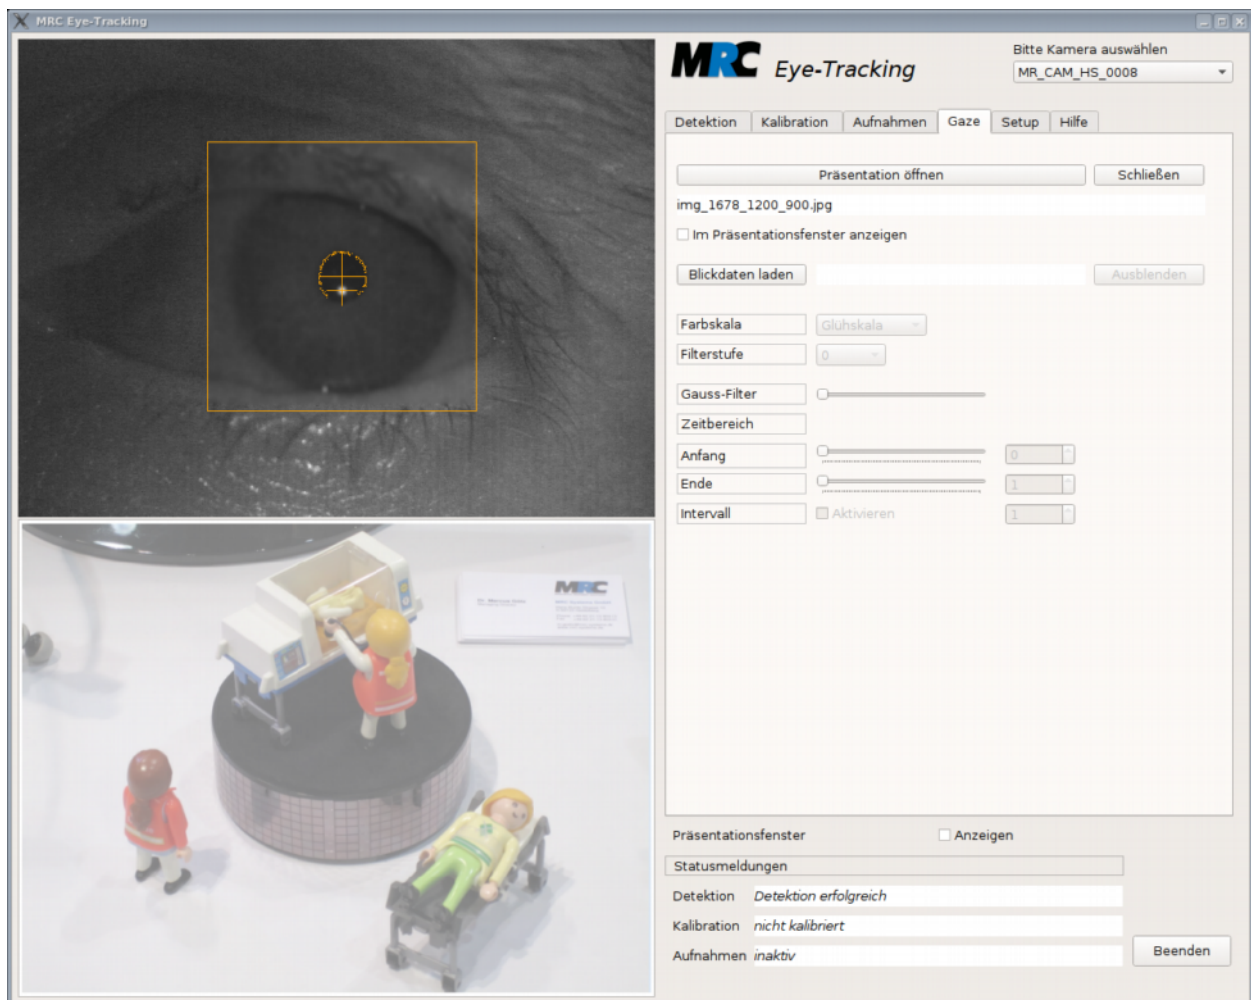 MRC Eye-Tracking
MRC Eye-Tracking
Bitte Kamera auswählen
MR_CAM_HS_0008
Detektion Kalibration Aufnahmen Gaze Setup Hilfe
Präsentation öffnen Schließen
img_1678_1200_900.jpg
Im Präsentationsfenster anzeigen
Blickdaten laden Ausblenden
Farbskala Glühskala
Filterstufe 0
Gauss-Filter
Zeitbereich
Anfang 0
Ende 1
Intervall Aktivieren 1
MRC
Präsentationsfenster Anzeigen
Statusmeldungen
Detektion Detektion erfolgreich
Kalibration nicht kalibriert
Aufnahmen inaktiv
Beenden